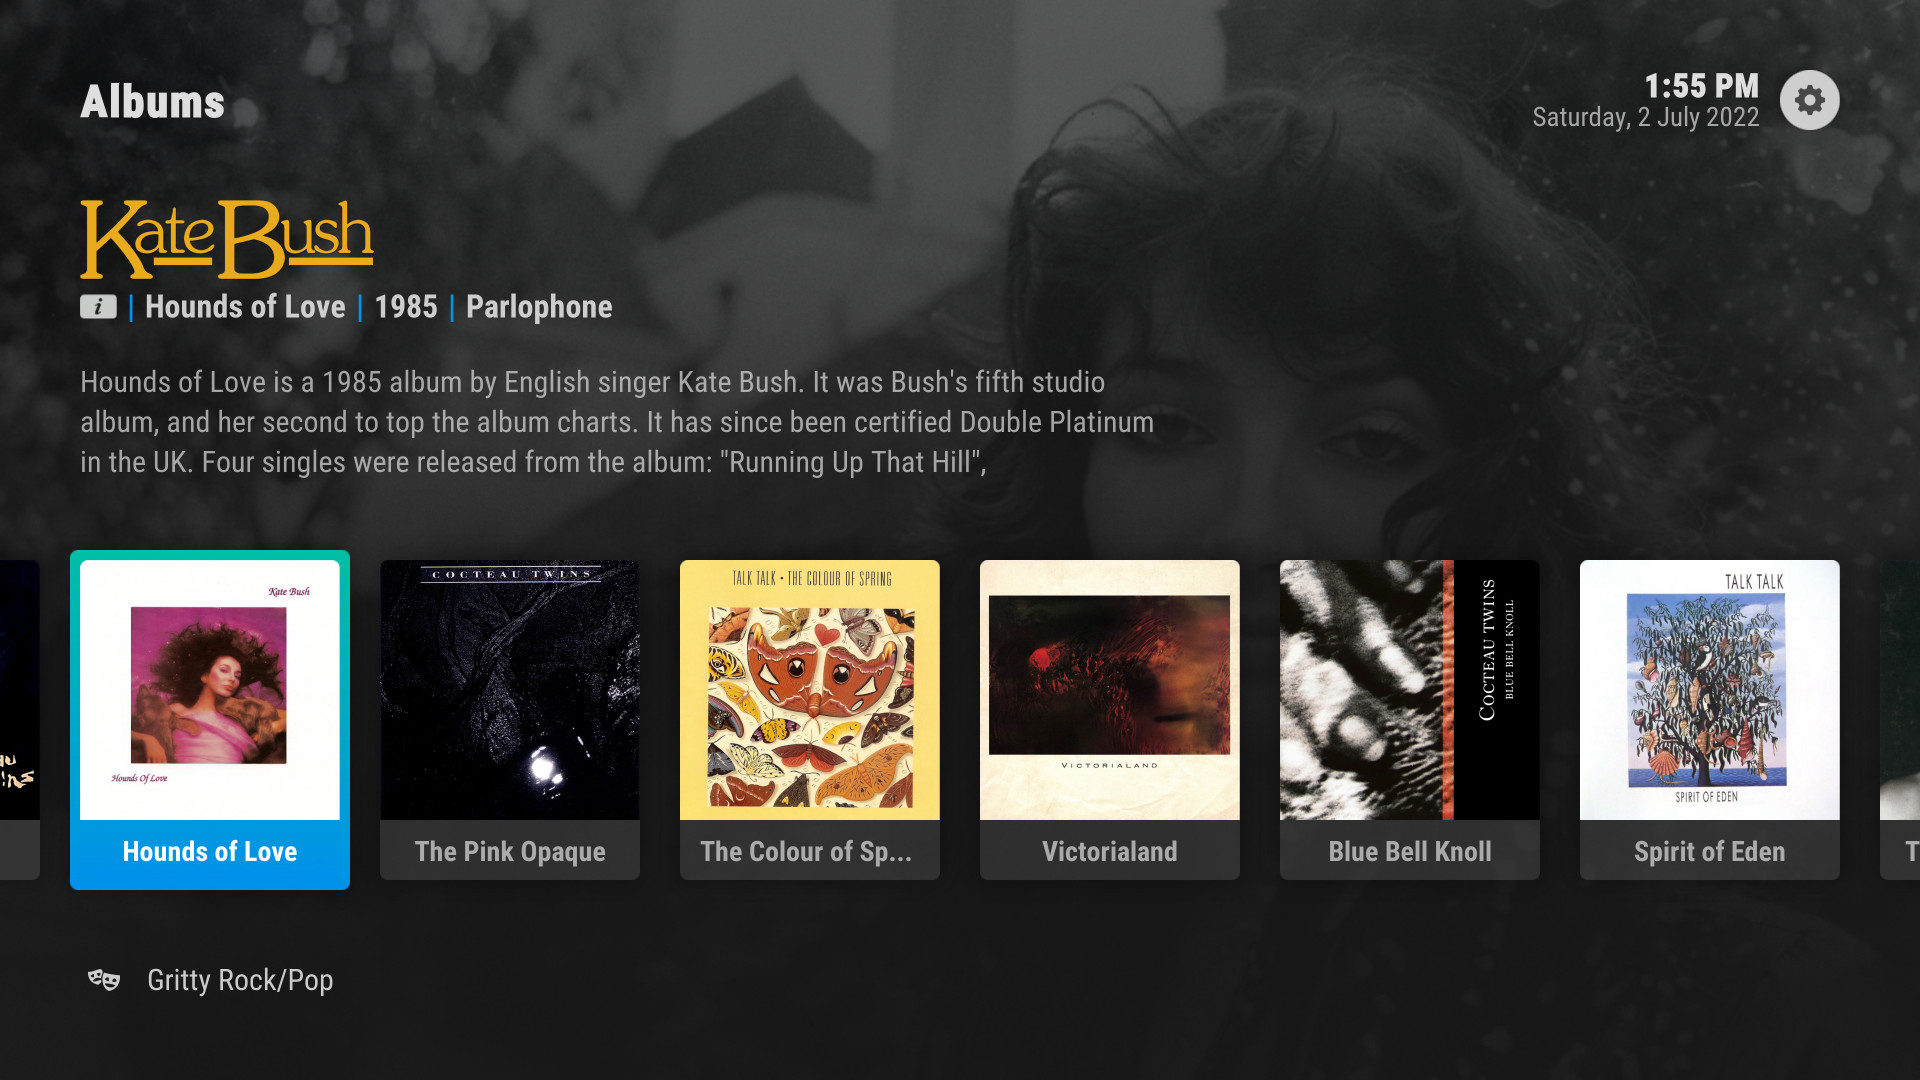 Albums
1:55 PM
Saturday, 2 July 2022
Kate Bush
i | Hounds of Love | 1985 | Parlophone
Hounds of Love is a 1985 album by English singer Kate Bush. It was Bush's fifth studio
album, and her second to top the album charts. It has since been certified Double Platinum
in the UK. Four singles were released from the album: "Running Up That Hill",
Kate Bush
Hounds Of Love
Hounds of Love
COCTEAU TWINS
The Pink Opaque
TALK TALK • THE COLOUR OF SPRING
The Colour of Sp...
VICTORIALAND
Victorialand
COCTEAU TWINS
BLUE BELL KNOLL
Blue Bell Knoll
TALK TALK
SPIRIT OF EDEN
Spirit of Eden
T
Gritty Rock/Pop